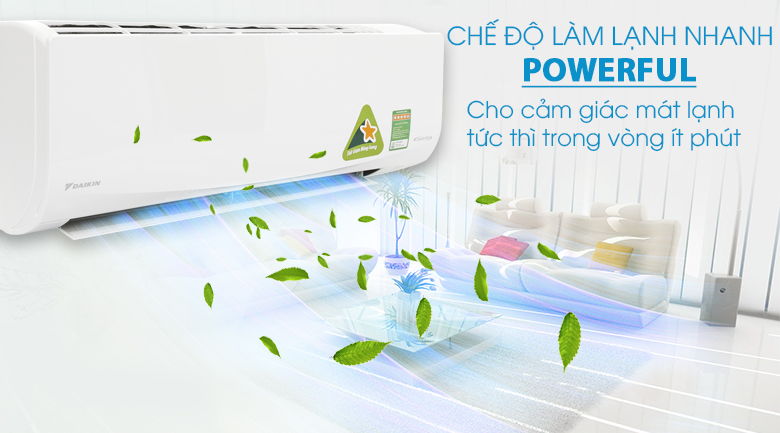 CHẾ ĐỘ LÀM LẠNH NHANH
POWERFUL
Cho cảm giác mát lạnh
tức thì trong vòng ít phút
DAIKIN